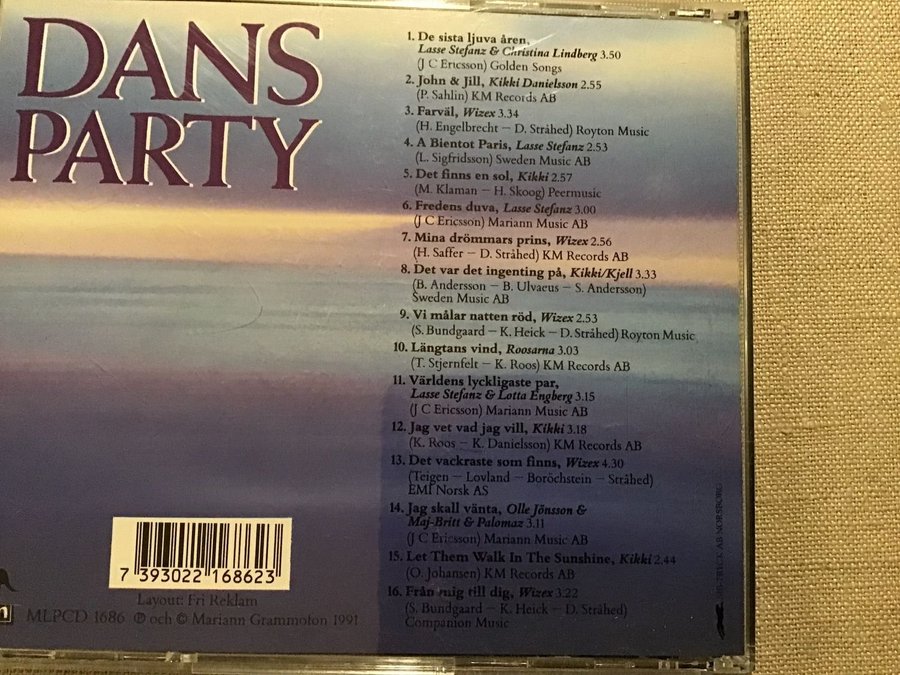 DANS
PARTY
1. De sista ljuva åren,
Lasse Stefanz & Christina Lindberg 3.50
(J C Ericsson) Golden Songs
2. John & Jill, Kikki Danielsson 2.55
(P. Sahlin) KM Records AB
3. Farväl, Wizex 3.34
(H. Engelbrecht — D. Stråhed) Royton Music
4. A Bientot Paris, Lasse Stefanz 2.53
(L. Sigfridsson) Sweden Music AB
5. Det finns en sol, Kikki 2.57
(M. Klaman — H. Skoog) Peermusic
6. Fredens duva, Lasse Stefanz 3.00
(J C Ericsson) Mariann Music AB
7. Mina drömmars prins, Wizex 2.56
(H. Saffer — D. Stråhed) KM Records AB
8. Det var det ingenting på, Kikki/Kjell 3.33
(B. Andersson — B. Ulvaeus — S. Andersson)
Sweden Music AB
9. Vi målar natten röd, Wizex 2.53
(S. Bundgaard — K. Heick — D. Stråhed) Royton Music
10. Längtans vind, Roosarna 3.03
(T. Stjernfelt — K. Roos) KM Records AB
11. Världens lyckligaste par,
Lasse Stefanz & Lotta Engberg 3.15
(J C Ericsson) Mariann Music AB
12. Jag vet vad jag vill, Kikki 3.18
(K. Roos — K. Danielsson) KM Records AB
13. Det vackraste som finns, Wizex 4.30
(Teigen — Lovland — Boröchstein — Stråhed)
EMI Norsk AS
14. Jag skall vänta, Olle Jönsson &
Maj-Britt & Palomaz 3.11
(J C Ericsson) Mariann Music AB
15. Let Them Walk In The Sunshine, Kikki 2.44
(O. Johansen) KM Records AB
16. Från mig till dig, Wizex 3.22
(S. Bundgaard — K. Heick — D. Stråhed)
Companion Music
7 393022 168623
Layout: Fri Reklam
MLPCD 1686 ℗ och © Mariann Grammofon 1991
AB NORSBORG